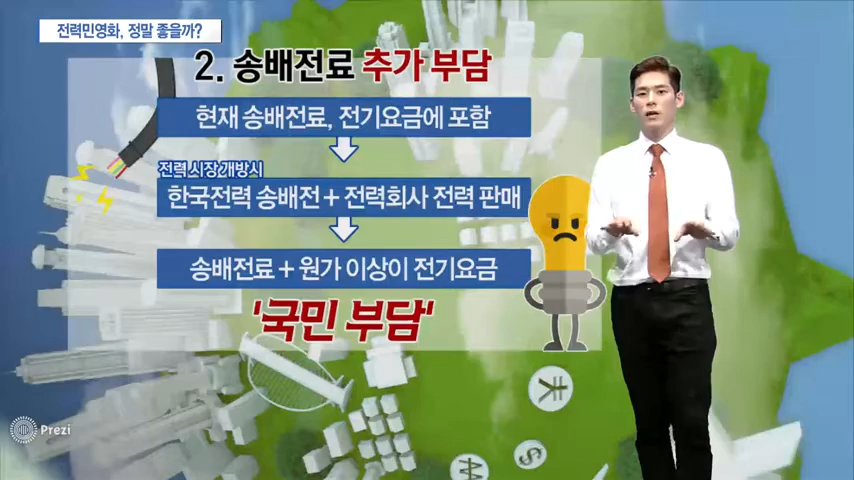 전력민영화, 정말 좋을까?
2. 송배전료 추가 부담
현재 송배전료, 전기요금에 포함
전력 시장 개방시
한국전력 송배전 + 전력회사 전력 판매
송배전료 + 원가 이상이 전기요금
'국민 부담'
Prezi